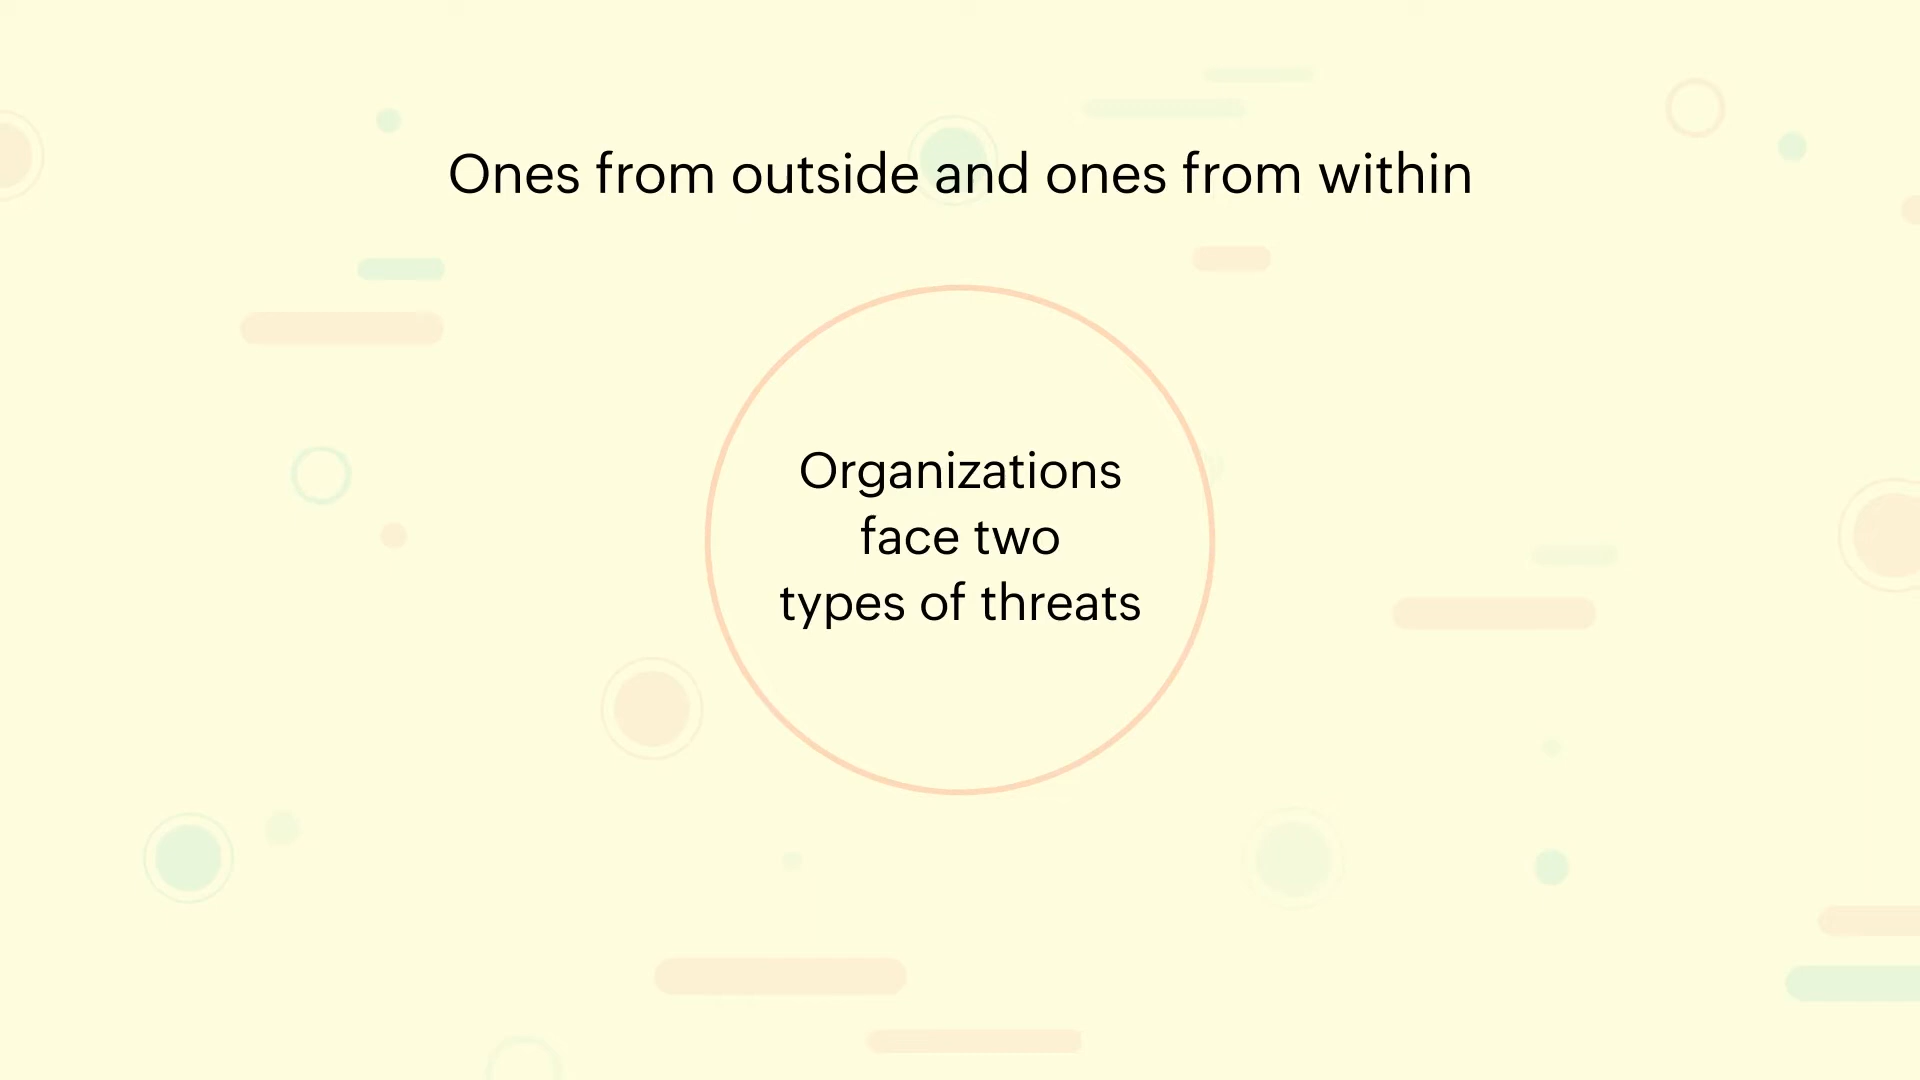 Ones from outside and ones from within
Organizations
face two
types of threats